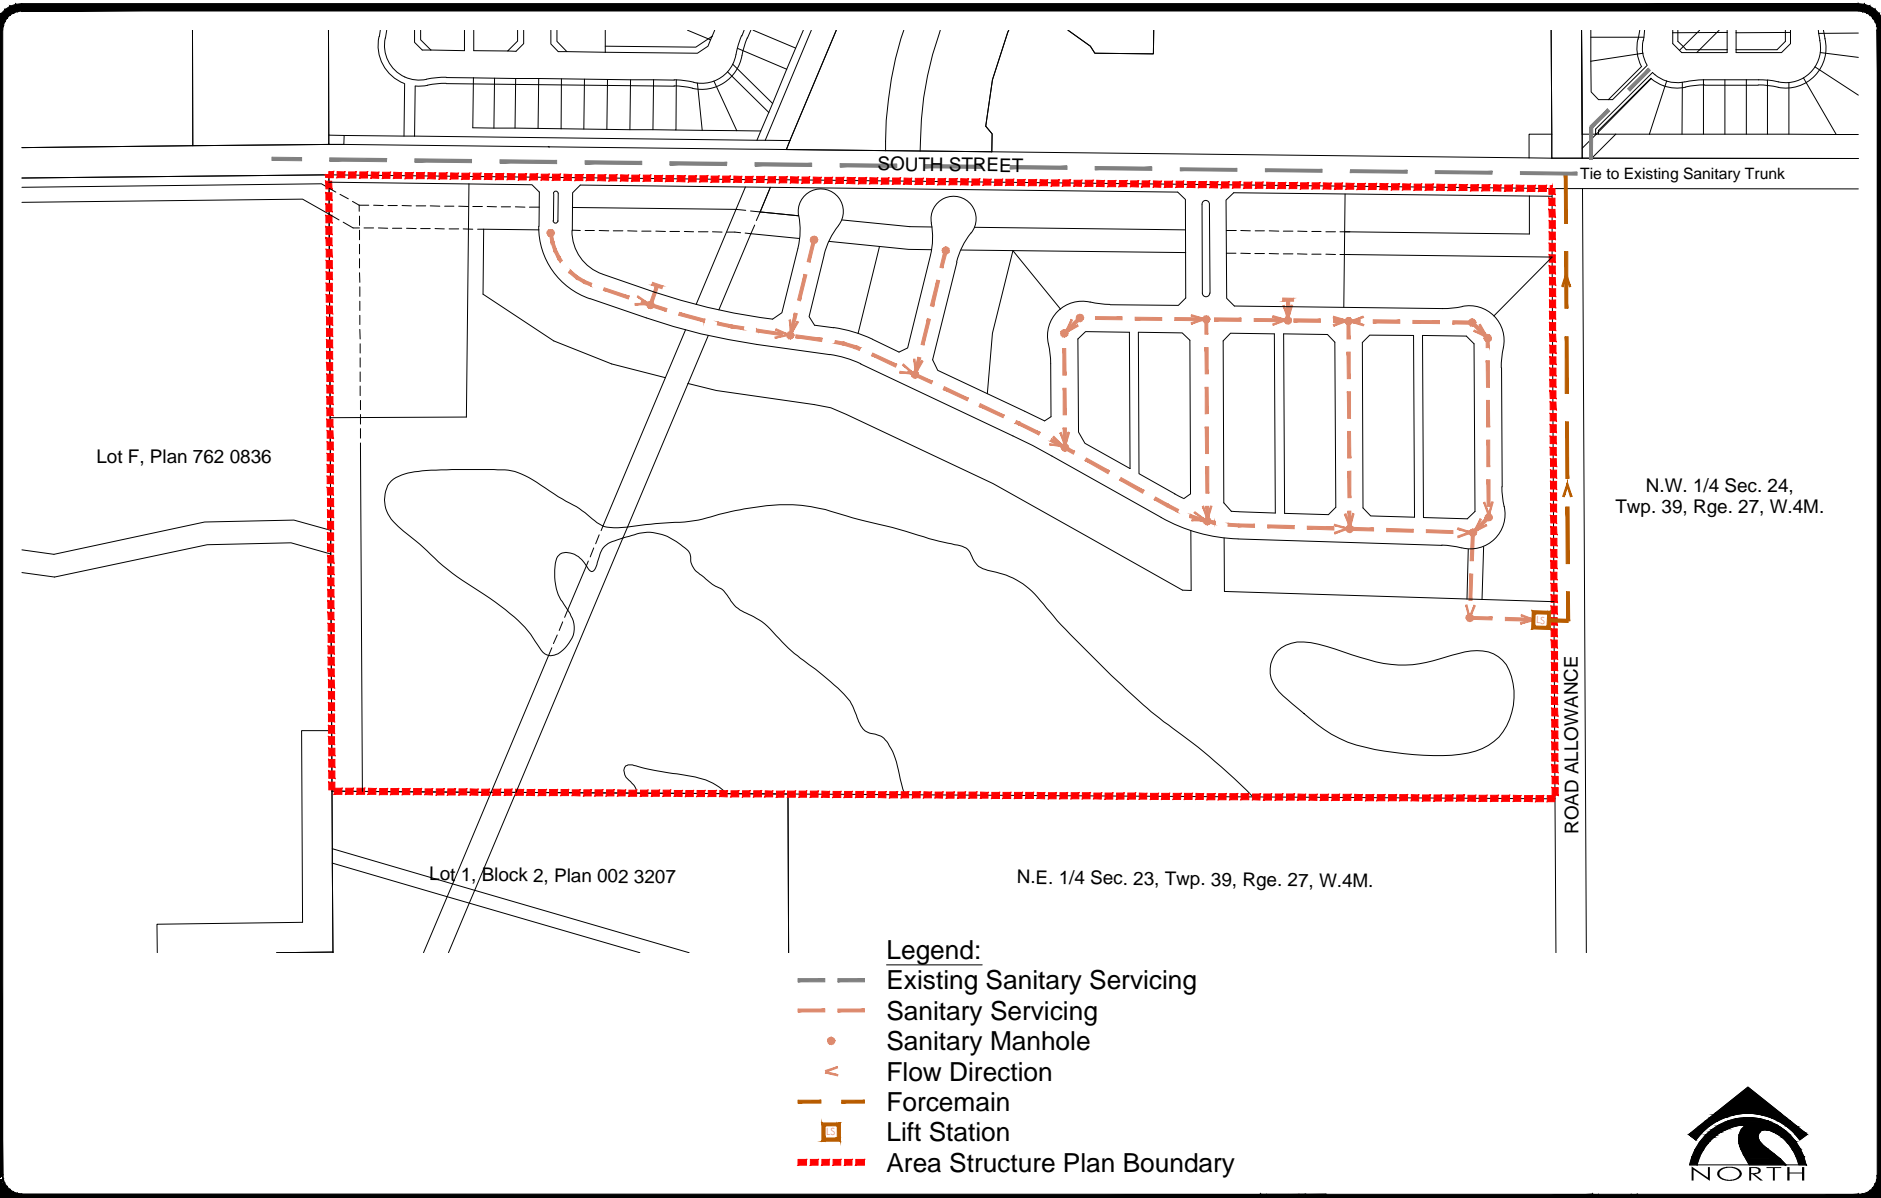 SOUTH STREET
Tie to Existing Sanitary Trunk
Lot F, Plan 762 0836
N.W. 1/4 Sec. 24,
Twp. 39, Rge. 27, W.4M.
LS
ROAD ALLOWANCE
Lot 1, Block 2, Plan 002 3207
N.E. 1/4 Sec. 23, Twp. 39, Rge. 27, W.4M.
Legend:
Existing Sanitary Servicing
Sanitary Servicing
Sanitary Manhole
Flow Direction
Forcemain
LS
Lift Station
Area Structure Plan Boundary
NORTH